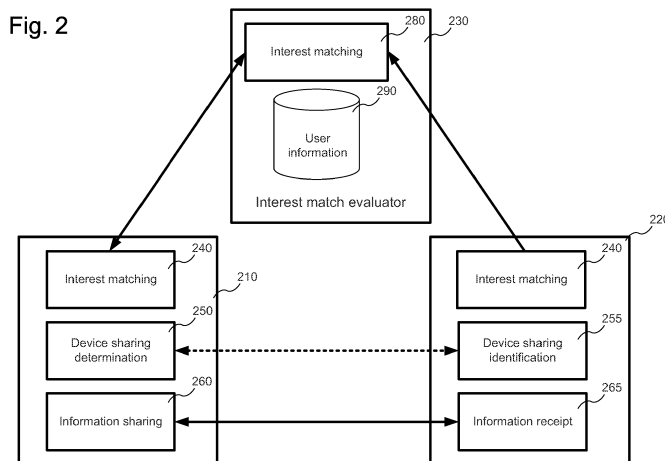 Fig. 2
280
230
Interest matching
290
User
information
Interest match evaluator
220
240
240
Interest matching
210
Interest matching
250
255
Device sharing
determination
Device sharing
identification
260
265
Information sharing
Information receipt